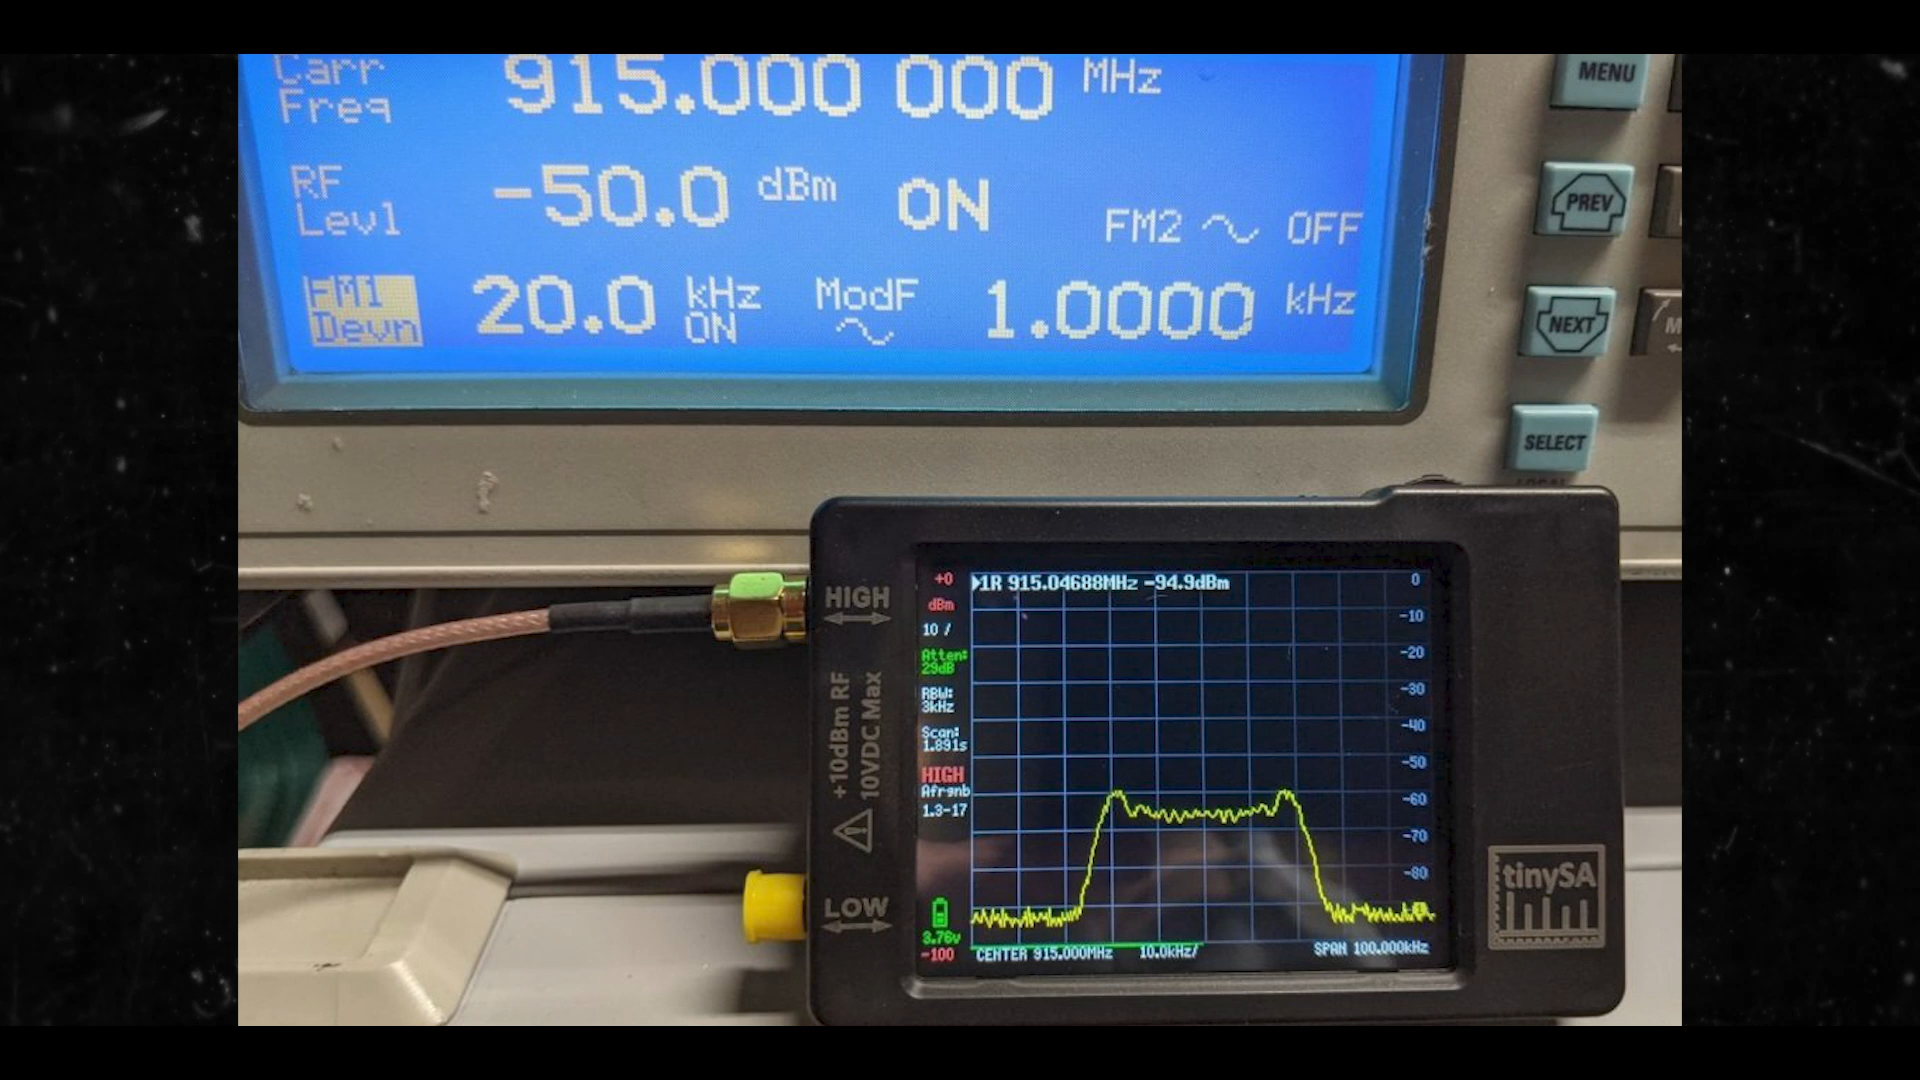 Carr
Freq
915.000 000 MHz
RF
Levl
-50.0 dBm ON
FM2 OFF
FM1
Devn
20.0 kHz
ON
ModF 1.0000 kHz
MENU
PREV
NEXT
SELECT
LOCAL
HIGH
+10dBm RF
10VDC Max
LOW
+0
dBm
10 /
Atten:
29dB
RBW:
3kHz
Scan:
1.891s
HIGH
Afrqnb
1.3-17
3.76v
-100
1R 915.04688MHz -94.9dBm
0
-10
-20
-30
-40
-50
-60
-70
-80
CENTER 915.000MHz 10.0kHz/ SPAN 100.000kHz
tinySA